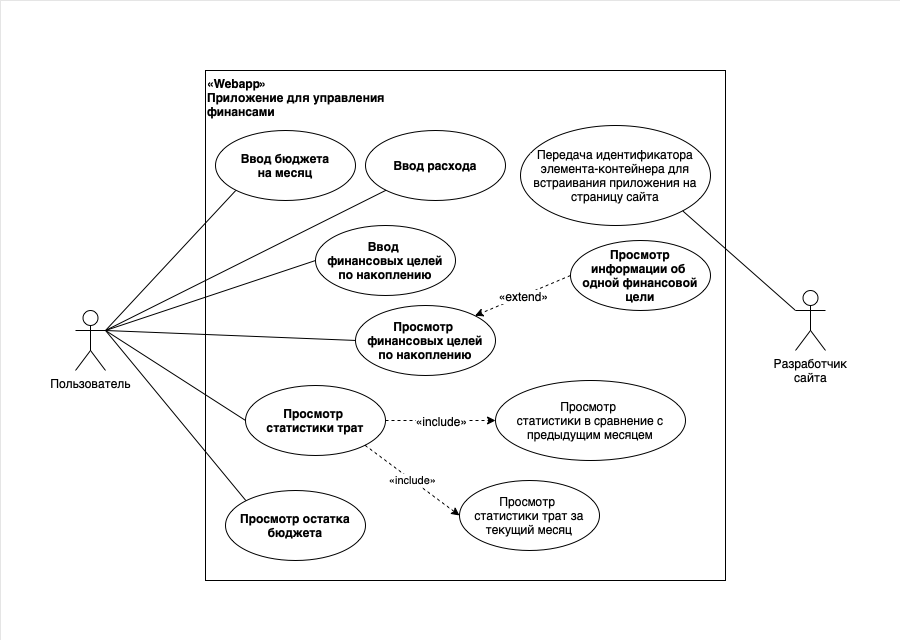 «Webapp»
Приложение для управления
финансами
Ввод бюджета
на месяц
Ввод расхода
Передача идентификатора
элемента-контейнера для
встраивания приложения на
страницу сайта
Ввод
финансовых целей
по накоплению
Просмотр
информации об
одной финансовой
цели
«extend»
Просмотр
финансовых целей
по накоплению
Пользователь
Разработчик
сайта
Просмотр
статистики трат
«include»
Просмотр
статистики в сравнение с
предыдущим месяцем
«include»
Просмотр
статистики трат за
текущий месяц
Просмотр остатка
бюджета